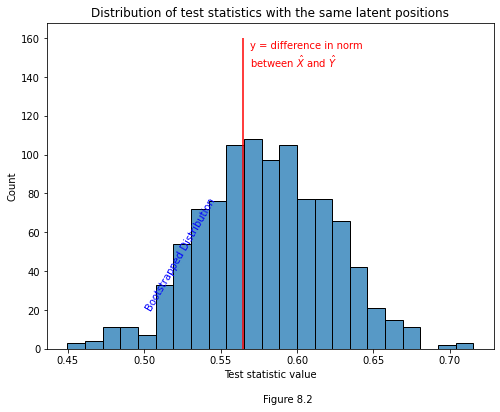 Distribution of test statistics with the same latent positions
160
140
120
100
80
60
40
20
0
Count
y = difference in norm
between X̂ and Ŷ
Bootstrapped Distribution
0.45 0.50 0.55 0.60 0.65 0.70
Test statistic value
Figure 8.2